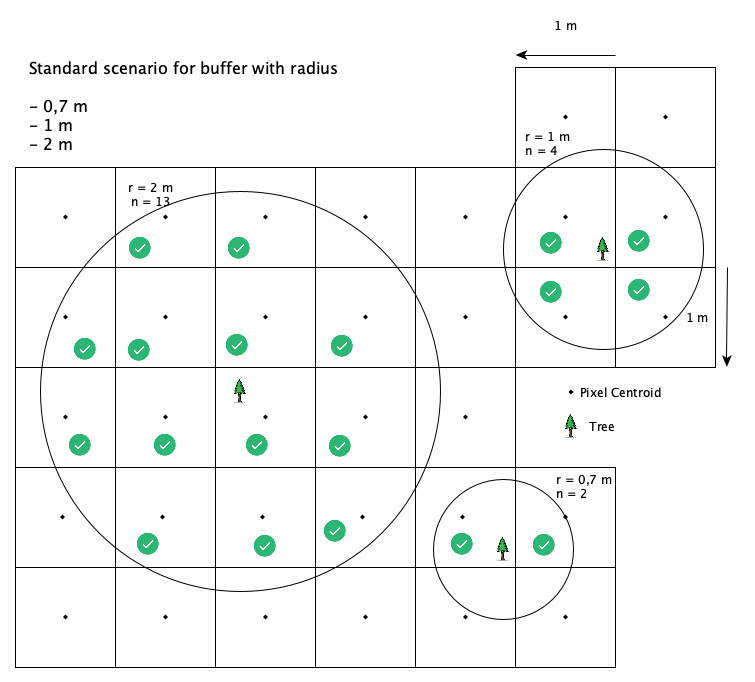 1 m
Standard scenario for buffer with radius
- 0,7 m
- 1 m
- 2 m
r = 1 m
n = 4
r = 2 m
n = 13
1 m
Pixel Centroid
Tree
r = 0,7 m
n = 2